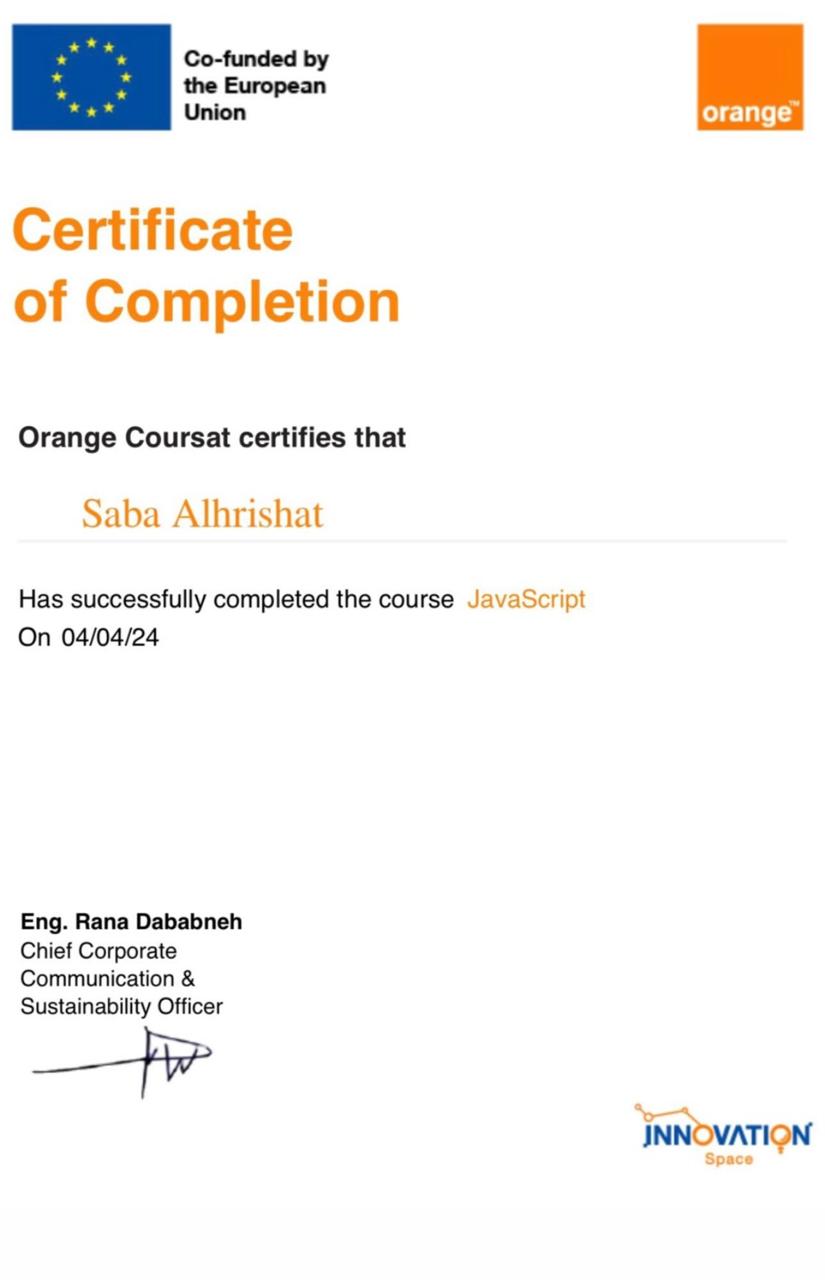 Co-funded by
the European
Union
orange™
Certificate
of Completion
Orange Coursat certifies that
Saba Alhrishat
Has successfully completed the course JavaScript
On 04/04/24
Eng. Rana Dababneh
Chief Corporate
Communication &
Sustainability Officer
INNOVATION
Space